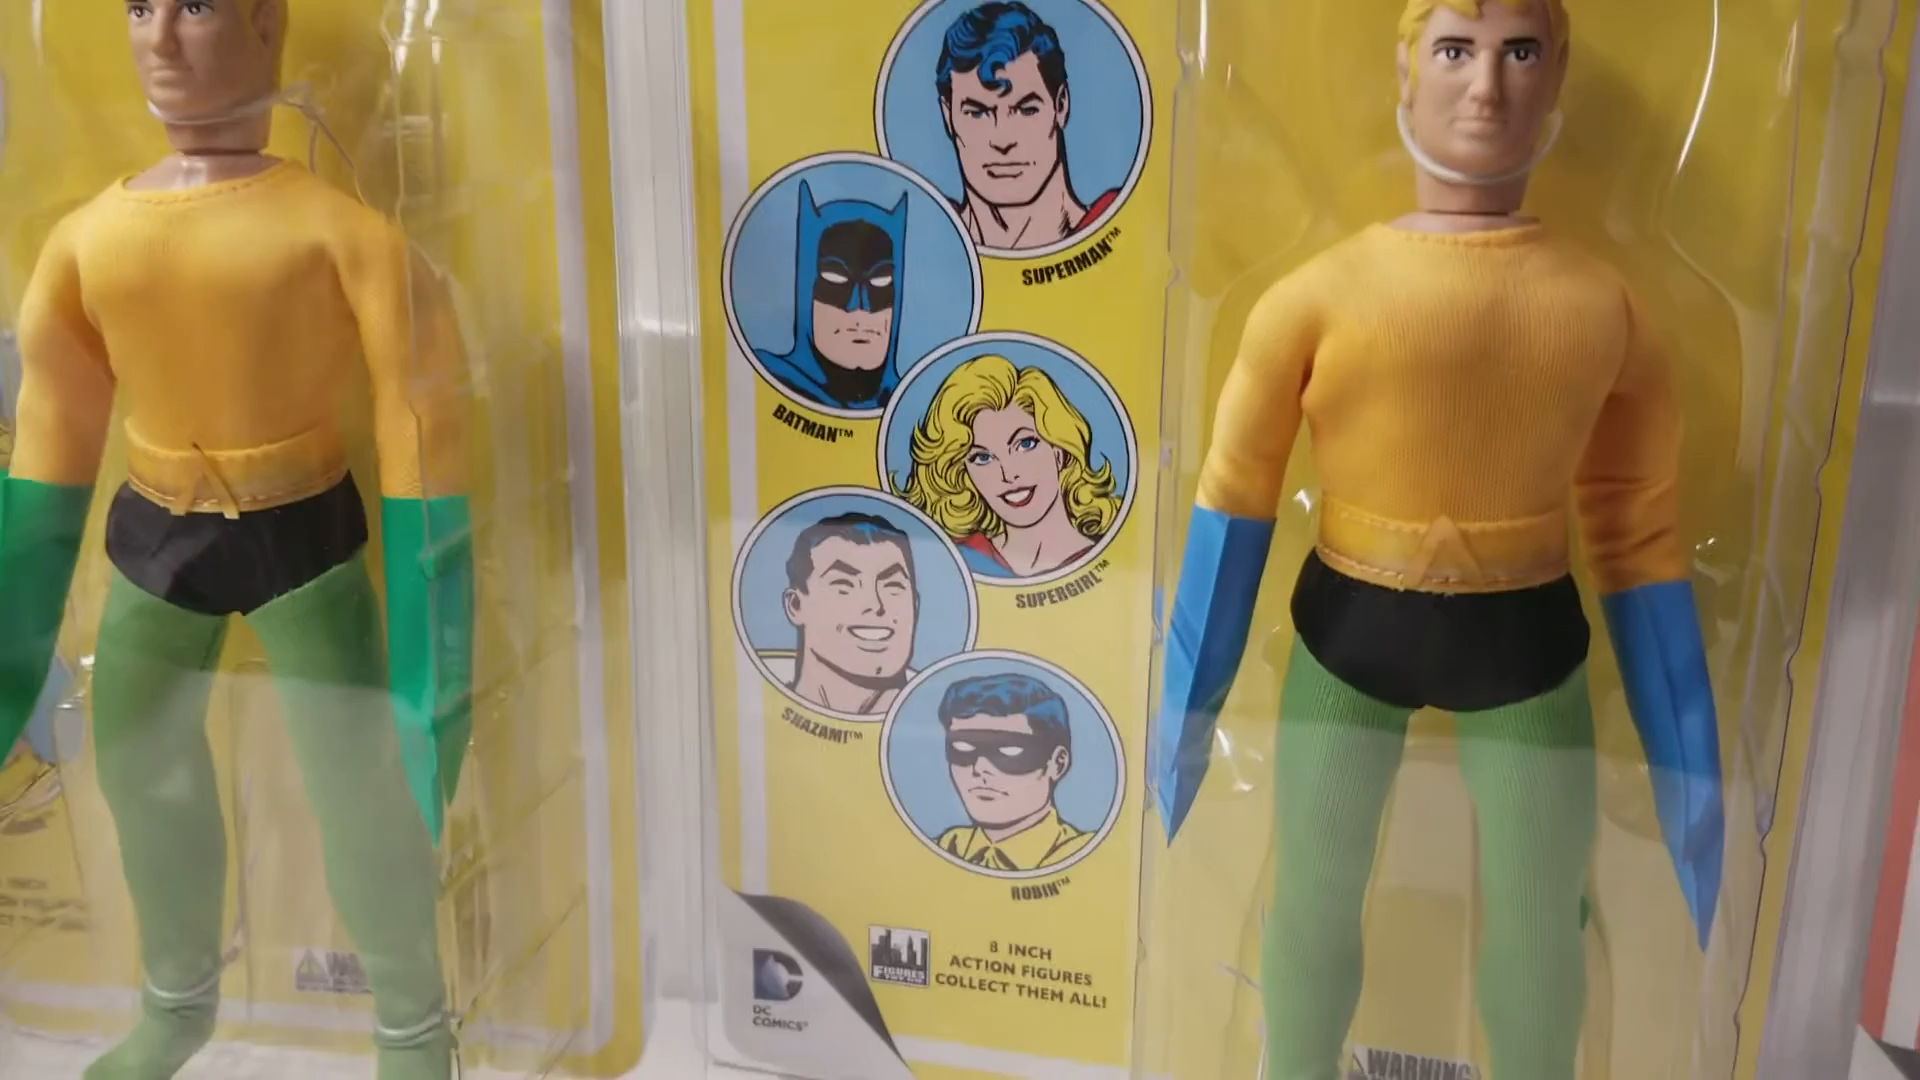 SUPERMAN™
BATMAN™
SUPERGIRL™
SHAZAM!™
ROBIN™
8 INCH
ACTION FIGURES
COLLECT THEM ALL!
FIGURES
DC
COMICS®
WARNING